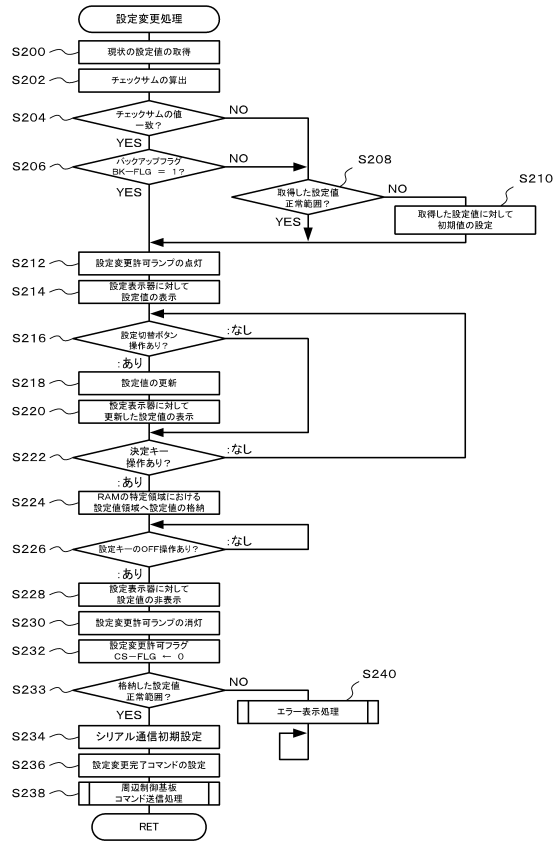 設定変更処理
S200
現状の設定値の取得
S202
チェックサムの算出
S204
チェックサムの値
一致？
NO
YES
S206
バックアップフラグ
BK−FLG ＝ 1？
NO
YES
S208
取得した設定値
正常範囲？
NO
YES
S210
取得した設定値に対して
初期値の設定
S212
設定変更許可ランプの点灯
S214
設定表示器に対して
設定値の表示
S216
設定切替ボタン
操作あり？
：なし
：あり
S218
設定値の更新
S220
設定表示器に対して
更新した設定値の表示
S222
決定キー
操作あり？
：なし
：あり
S224
RAMの特定領域における
設定値領域へ設定値の格納
S226
設定キーのOFF操作あり？
：なし
：あり
S228
設定表示器に対して
設定値の非表示
S230
設定変更許可ランプの消灯
S232
設定変更許可フラグ
CS−FLG ← 0
S233
格納した設定値
正常範囲？
NO
YES
S240
エラー表示処理
S234
シリアル通信初期設定
S236
設定変更完了コマンドの設定
S238
周辺制御基板
コマンド送信処理
RET